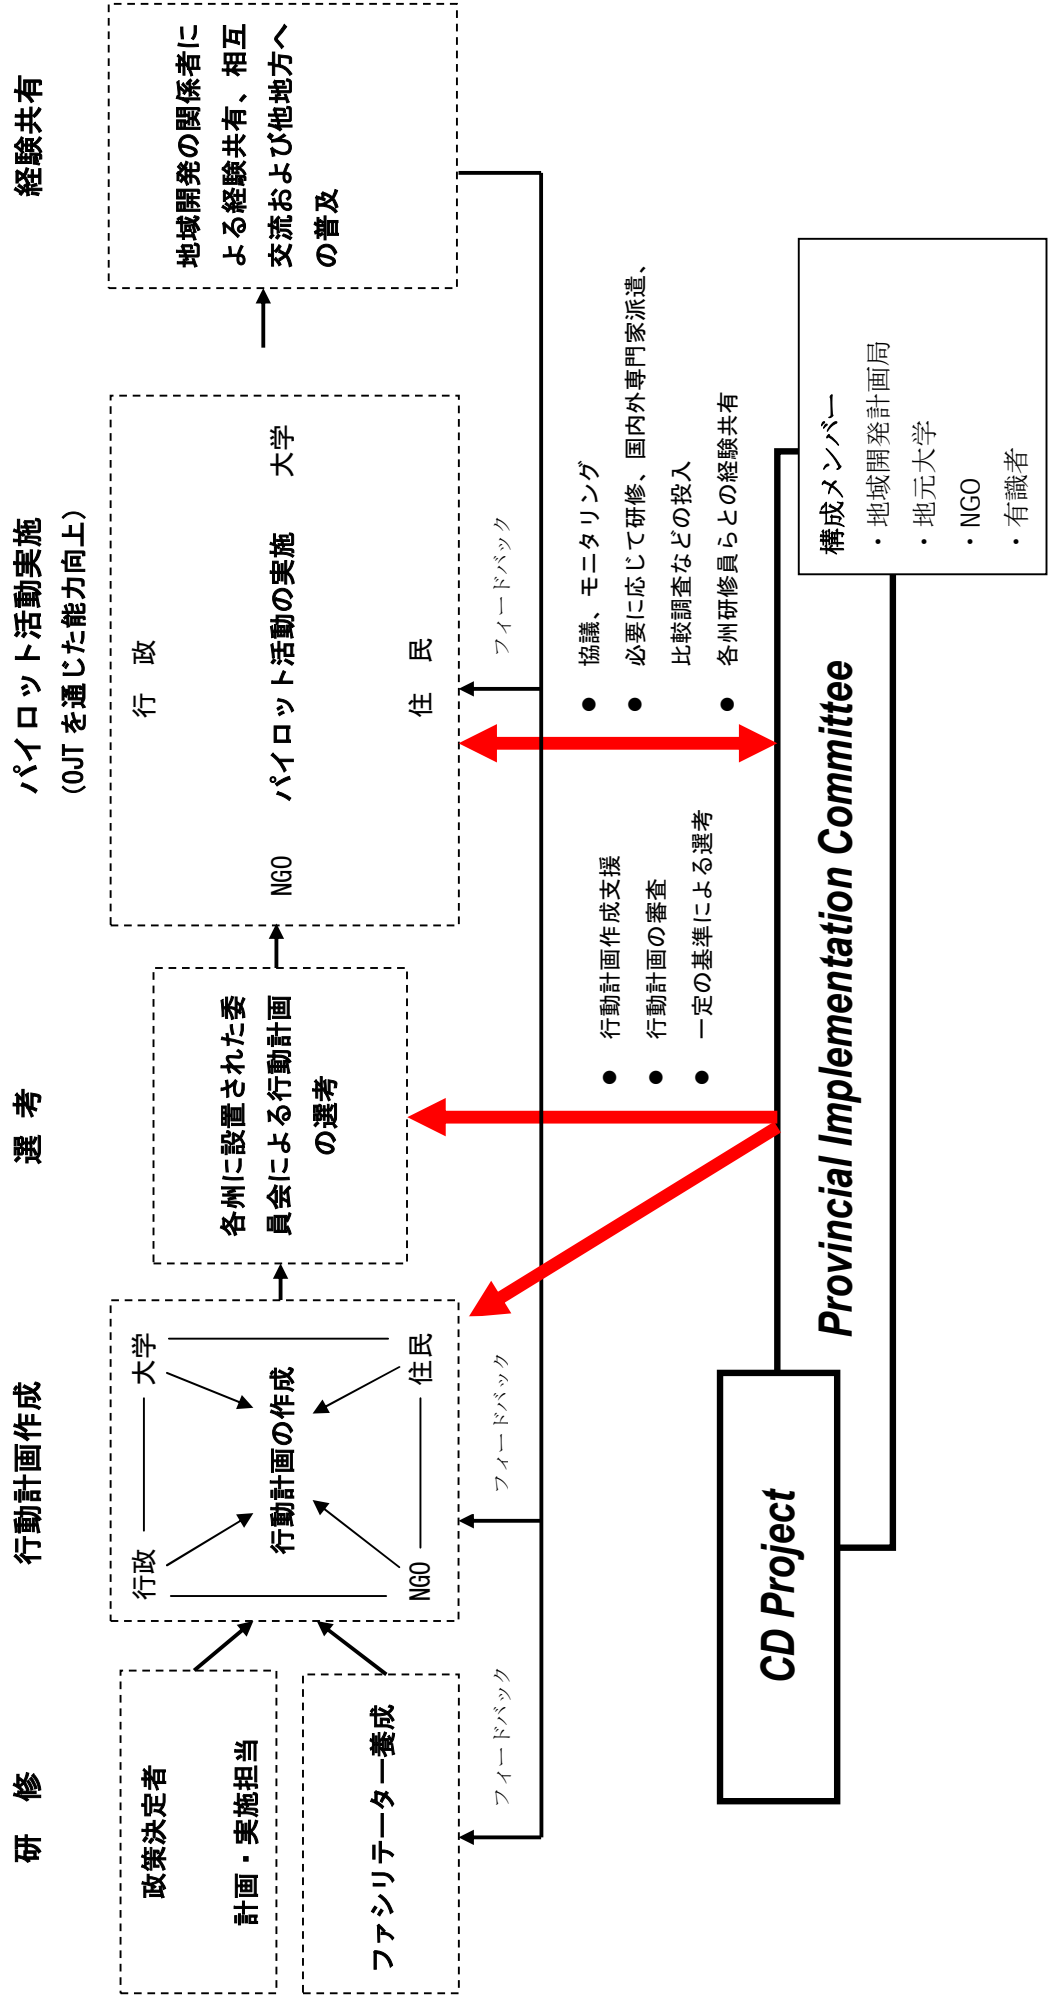 研　修
行動計画作成
選　考
パイロット活動実施
(OJTを通じた能力向上)
経験共有
政策決定者
計画・実施担当
ファシリテーター養成
行政
大学
行動計画の作成
NGO
住民
各州に設置された委
員会による行動計画
の選考
行　政
NGO
パイロット活動の実施
大学
住　民
地域開発の関係者に
よる経験共有、相互
交流および他地方へ
の普及
フィードバック
フィードバック
フィードバック
● 行動計画作成支援
● 行動計画の審査
● 一定の基準による選考
● 協議、モニタリング
● 必要に応じて研修、国内外専門家派遣、
比較調査などの投入
● 各州研修員らとの経験共有
CD Project
Provincial Implementation Committee
構成メンバー
・地域開発計画局
・地元大学
・NGO
・有識者